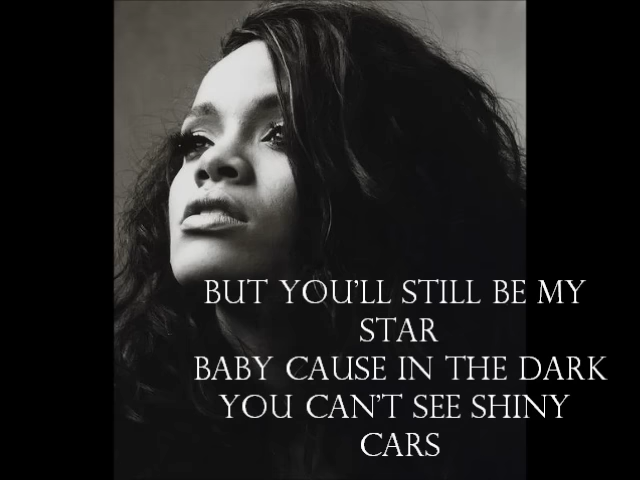 BUT YOU'LL STILL BE MY
STAR
BABY CAUSE IN THE DARK
YOU CAN'T SEE SHINY
CARS